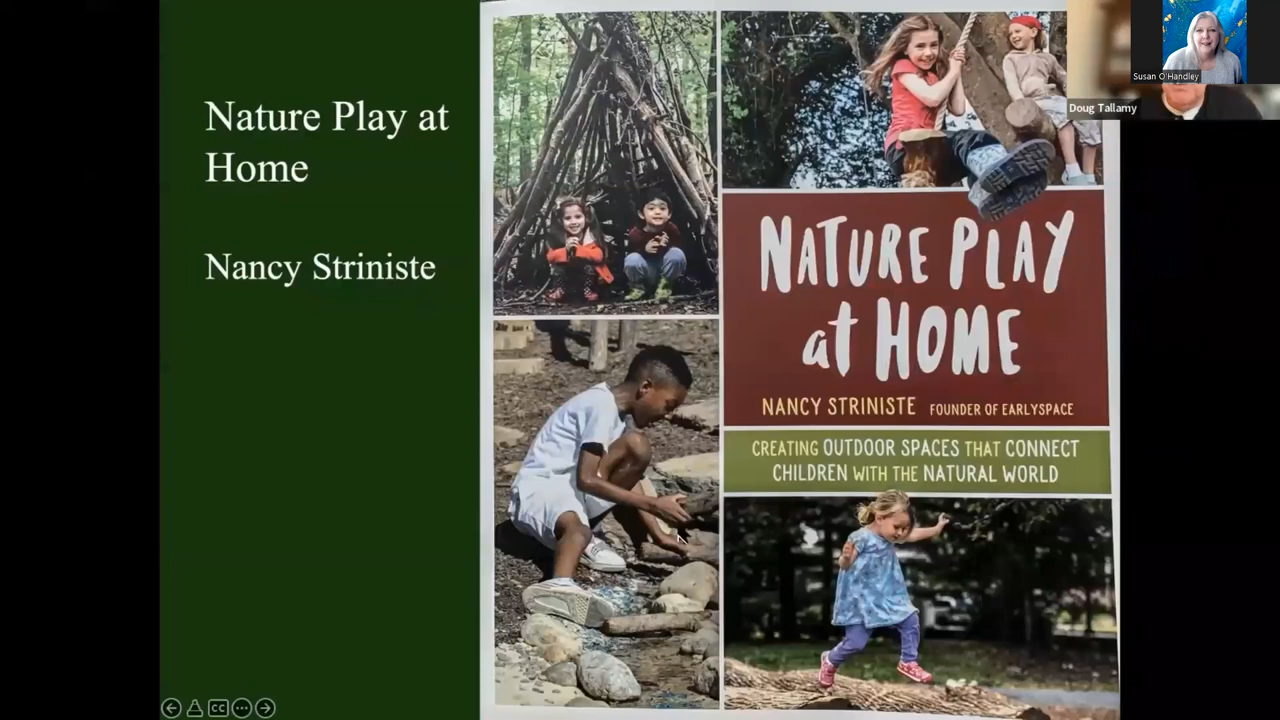 Nature Play at
Home
Nancy Striniste
NATURE PLAY
at HOME
NANCY STRINISTE FOUNDER OF EARLYSPACE
CREATING OUTDOOR SPACES THAT CONNECT
CHILDREN WITH THE NATURAL WORLD
Susan O'Handley
Doug Tallamy
CC